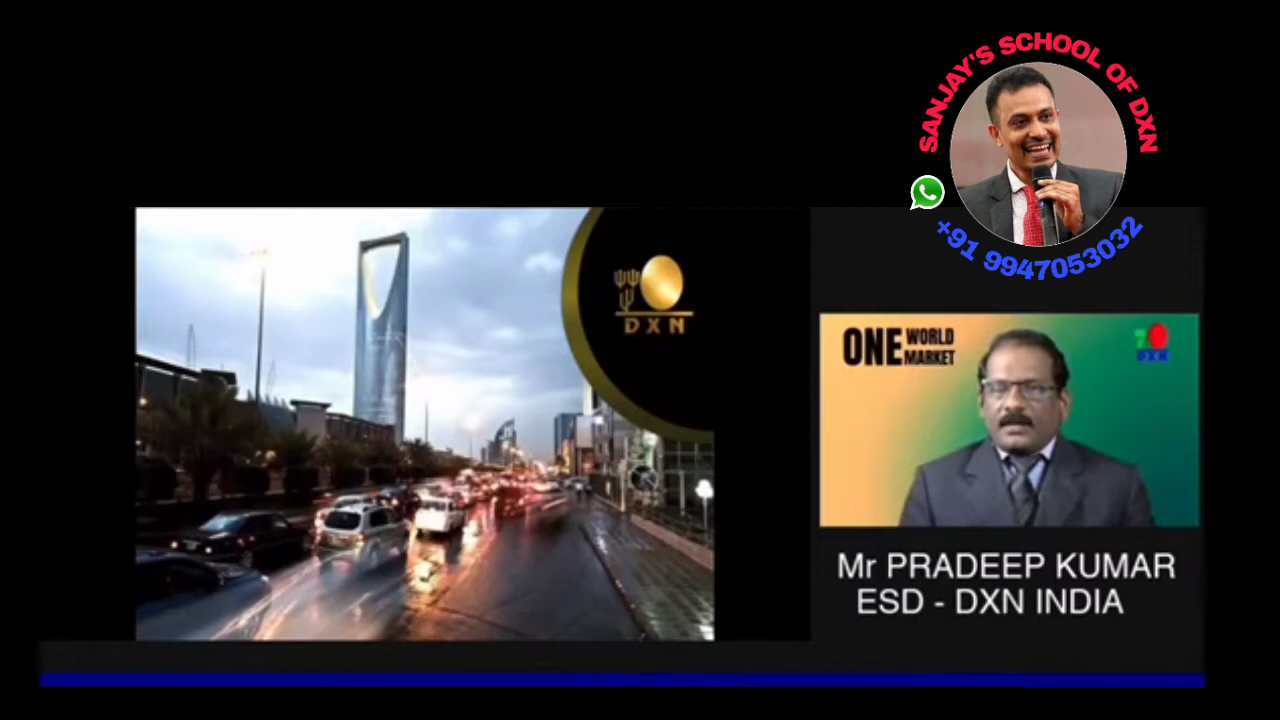 SANJAY'S SCHOOL OF DXN
+91 9947053032
DXN
ONE WORLD MARKET
DXN
Mr PRADEEP KUMAR
ESD - DXN INDIA